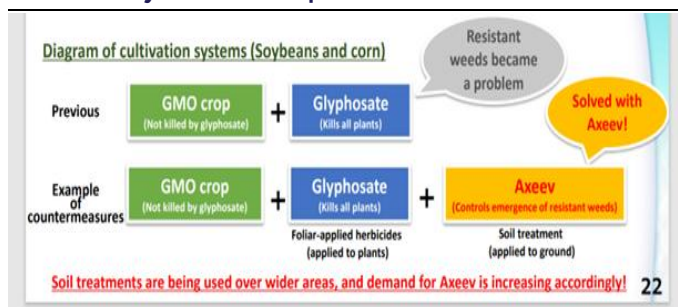 Diagram of cultivation systems (Soybeans and corn)
Resistant
weeds became
a problem
Previous
GMO crop
(Not killed by glyphosate)
+
Glyphosate
(Kills all plants)
Solved with
Axeev!
Example
of
countermeasures
GMO crop
(Not killed by glyphosate)
+
Glyphosate
(Kills all plants)
+
Axeev
(Controls emergence of resistant weeds)
Foliar-applied herbicides
(applied to plants)
Soil treatment
(applied to ground)
Soil treatments are being used over wider areas, and demand for Axeev is increasing accordingly!
22